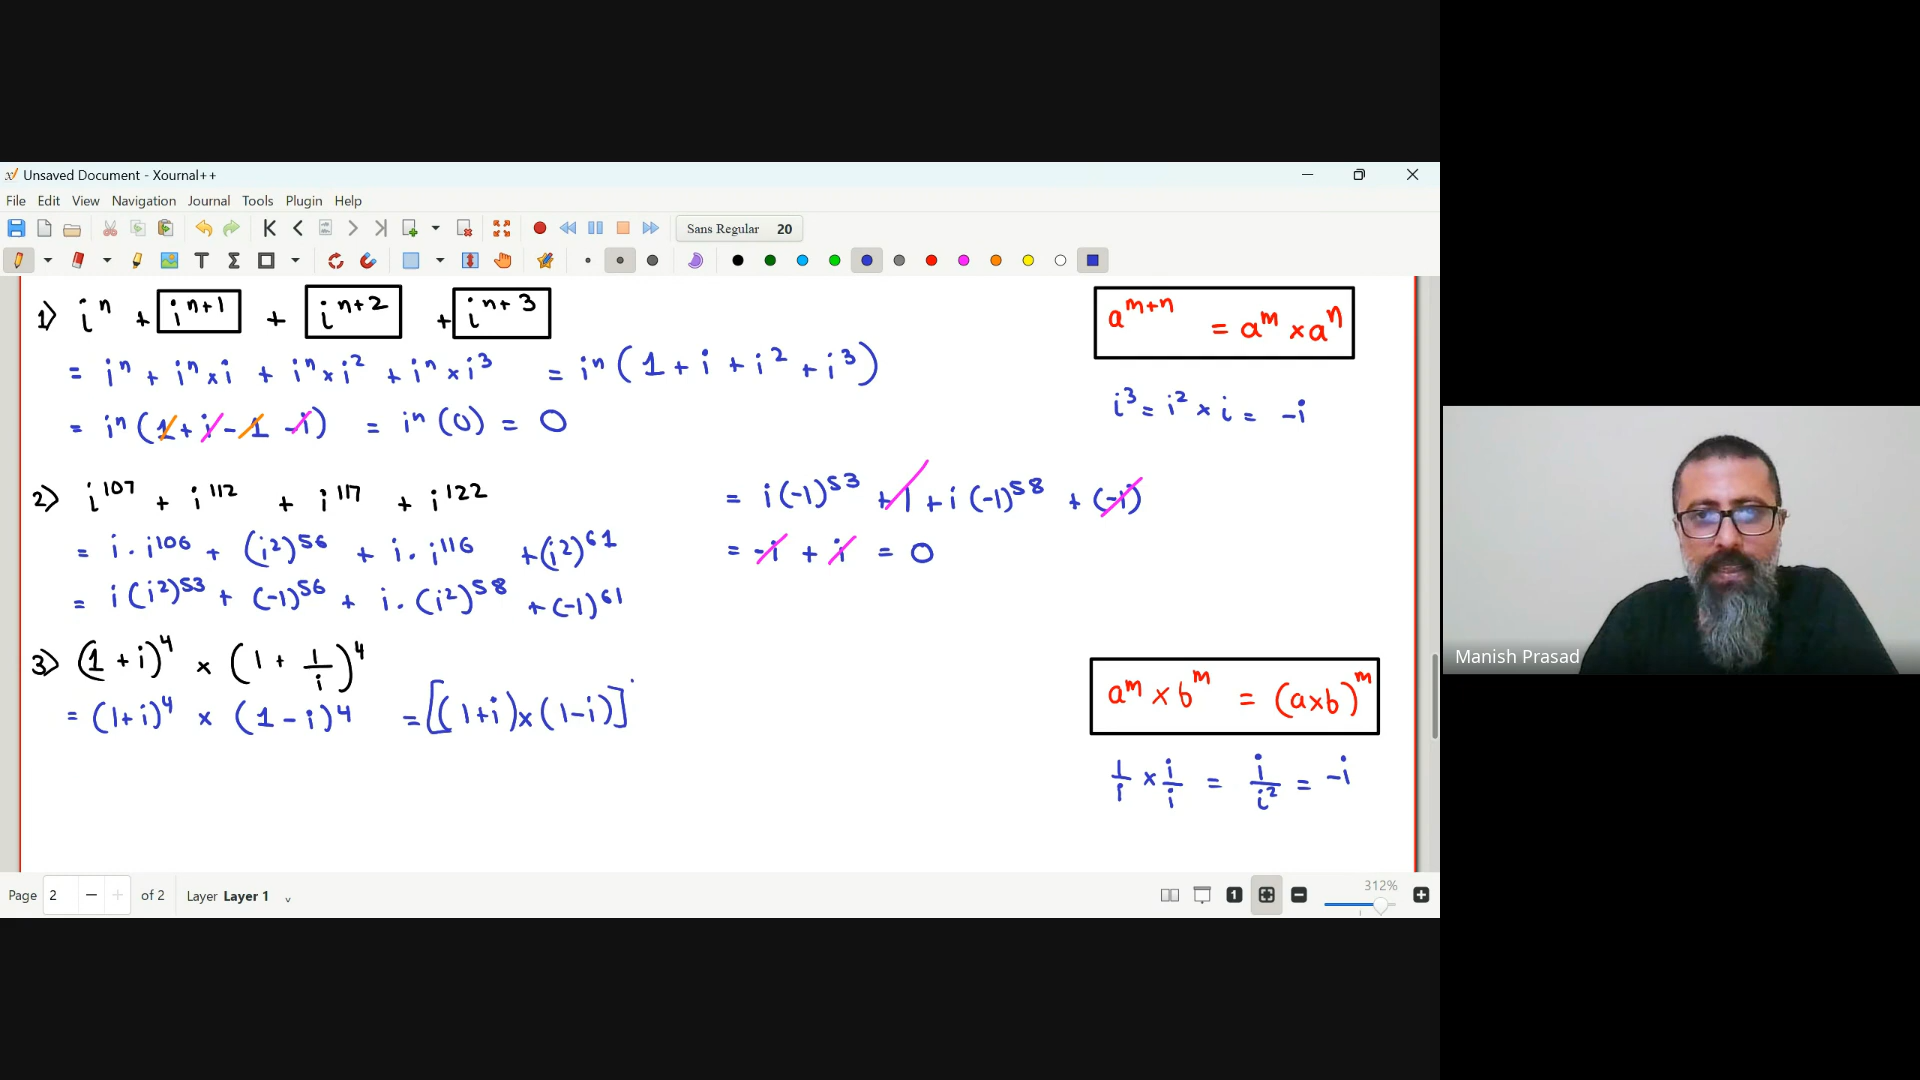 Unsaved Document - Xournal++
File Edit View Navigation Journal Tools Plugin Help
Sans Regular 20
1) iⁿ + iⁿ⁺¹ + iⁿ⁺² + iⁿ⁺³
= iⁿ + iⁿ × i + iⁿ × i² + iⁿ × i³ = iⁿ (1 + i + i² + i³)
= iⁿ (1 + i - 1 - i) = iⁿ (0) = 0
aᵐ⁺ⁿ = aᵐ × aⁿ
i³ = i² × i = -i
2) i¹⁰⁷ + i¹¹² + i¹¹⁷ + i¹²²
= i . i¹⁰⁶ + (i²)⁵⁶ + i . i¹¹⁶ + (i²)⁶¹
= i (i²)⁵³ + (-1)⁵⁶ + i . (i²)⁵⁸ + (-1)⁶¹
= i (-1)⁵³ + 1 + i (-1)⁵⁸ + (-i)
= -i + i = 0
3) (1 + i)⁴ × (1 + 1/i)⁴
= (1+i)⁴ × (1 - i)⁴ = [(1+i) × (1-i)]
aᵐ × bᵐ = (a×b)ᵐ
1/i × i/i = i/i² = -i
Manish Prasad
Page 2 of 2 Layer Layer 1 312%